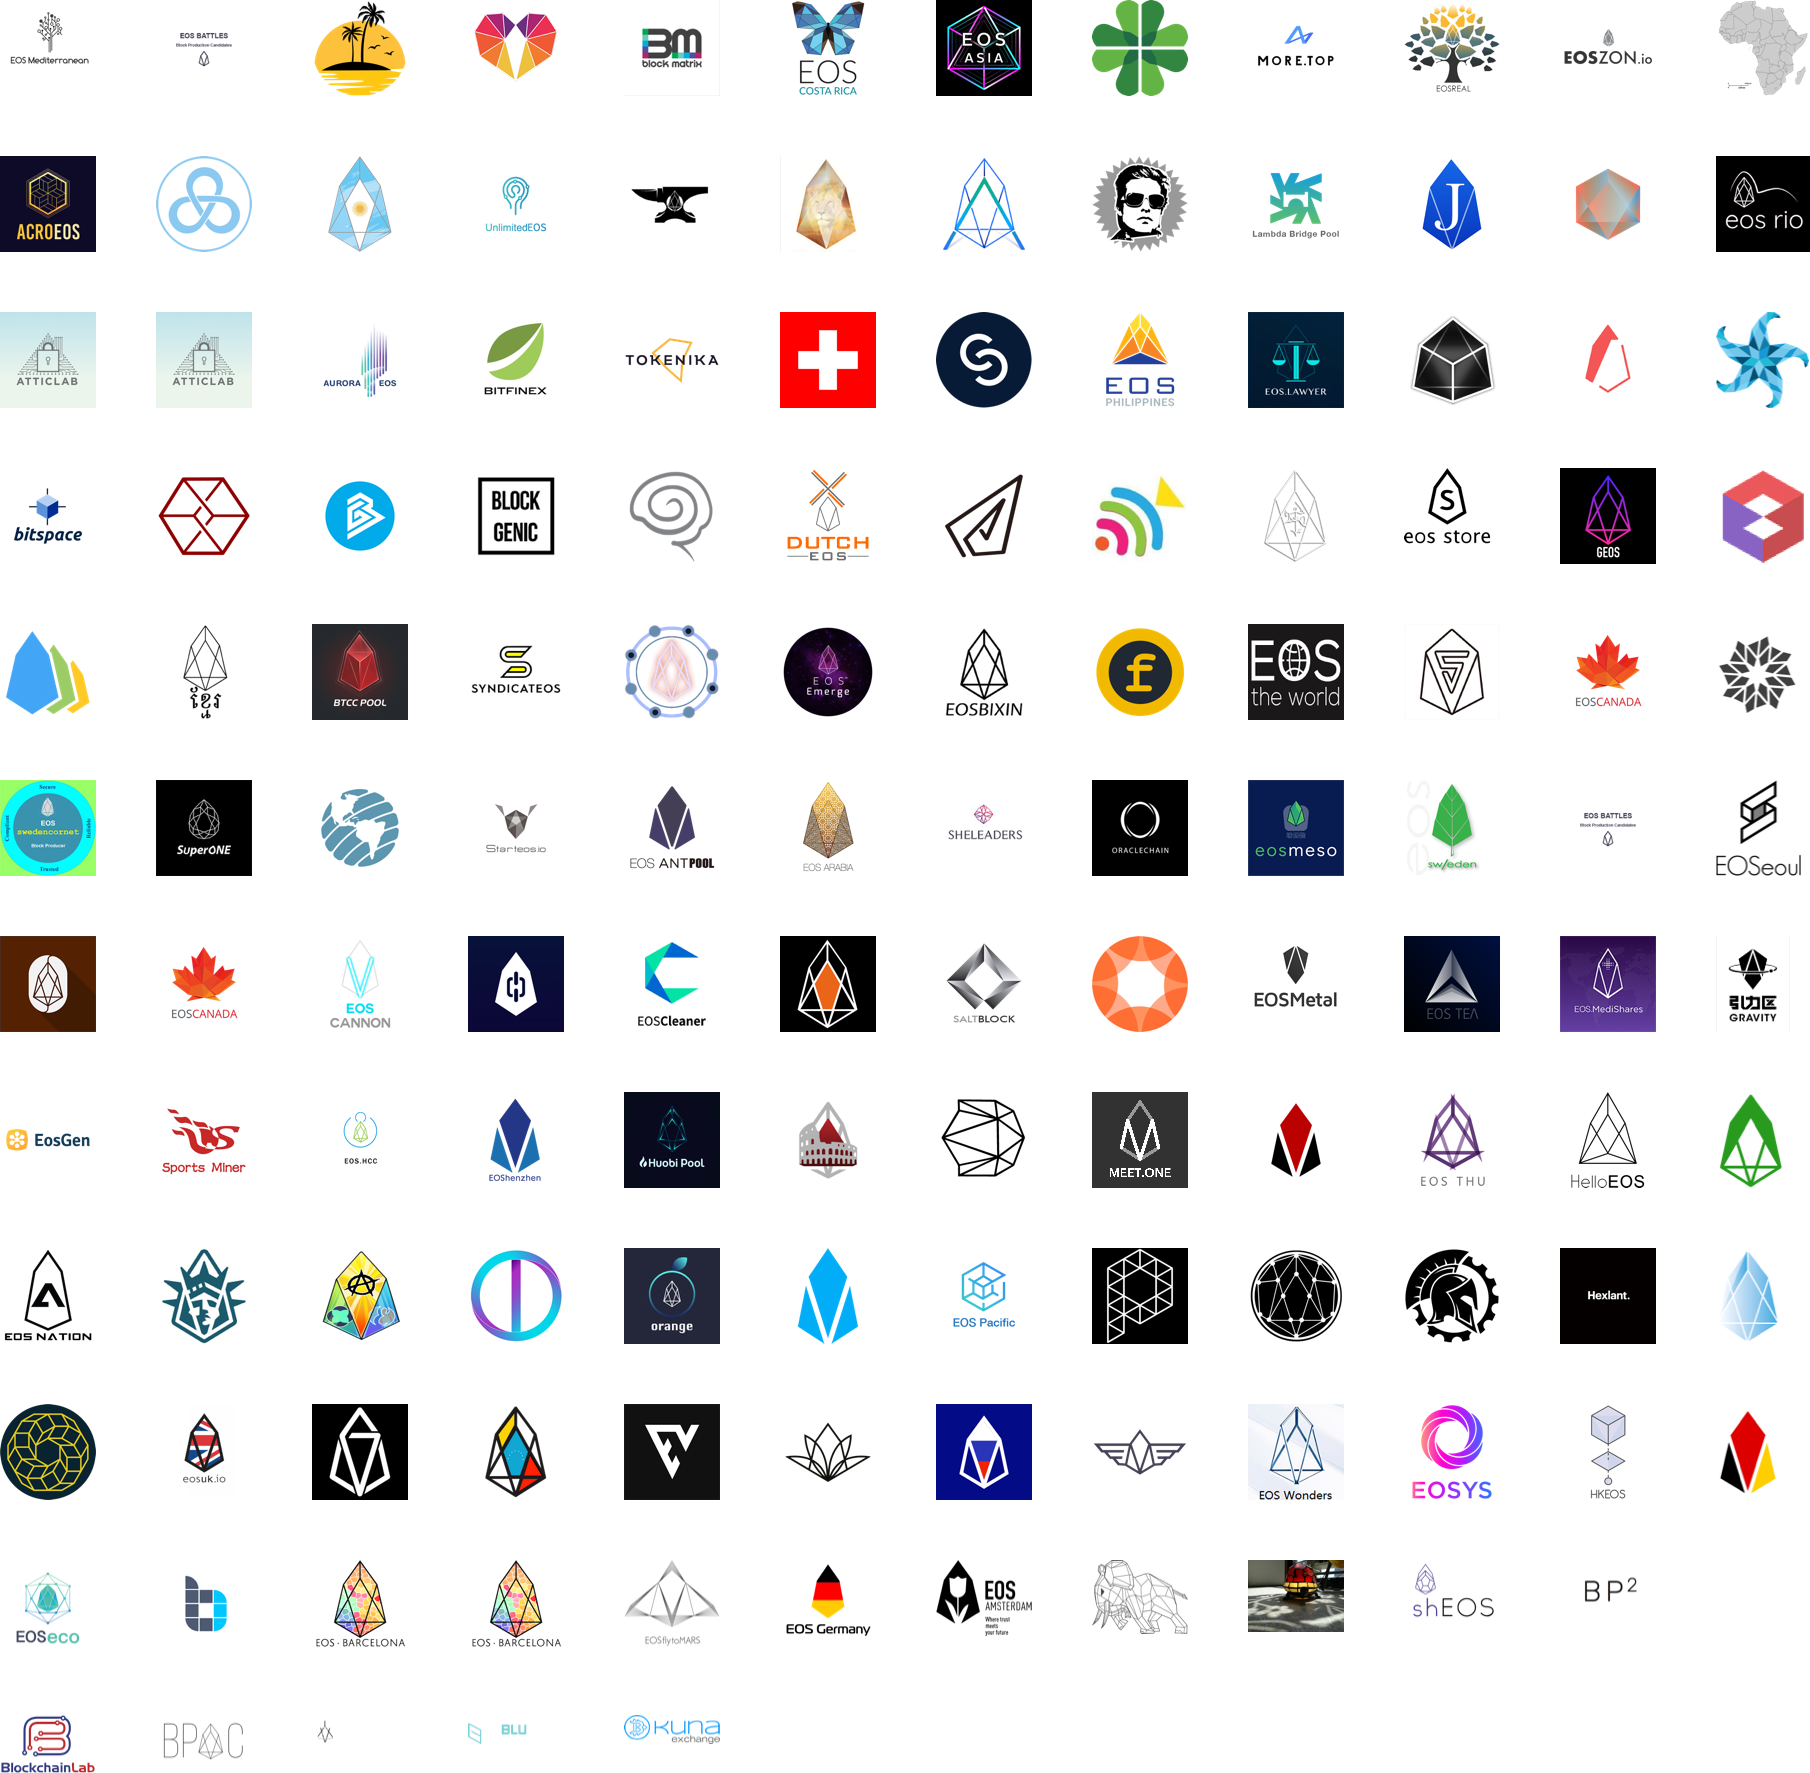 EOS Mediterranean
EOS BATTLES
Block Production Candidates
BM
block matrix
EOS
COSTA RICA
EOS
ASIA
MORE.TOP
EOSREAL
EOSZON.io
ACROEOS
UnlimitedEOS
Lambda Bridge Pool
J
eos rio
ATTICLAB
ATTICLAB
AURORA EOS
BITFINEX
TOKENIKA
EOS
PHILIPPINES
EOS.LAWYER
bitspace
BLOCK
GENIC
DUTCH
EOS
S
eos store
GEOS
ខ្មែរ
BTCC POOL
SYNDICATEOS
EOS
Emerge
EOSBIXIN
f
EOS
the world
EOSCANADA
Secure
Compliant
EOS
swedencornet
Block Producer
Reliable
Trusted
SuperONE
Starteos.io
EOS ANTPOOL
EOS ARABIA
SHELEADERS
ORACLECHAIN
eosmeso
eos
sw/eden
EOS BATTLES
Block Production Candidates
EOSeoul
EOSCANADA
EOS
CANNON
EOSCleaner
SALTBLOCK
EOSMetal
EOS TEA
EOS.MediShares
引力区
GRAVITY
EosGen
Sports Miner
EOS.HCC
EOShenzhen
Huobi Pool
MEET.ONE
EOS THU
HelloEOS
EOS NATION
orange
EOS Pacific
Hexlant.
eosuk.io
EOS Wonders
EOSYS
HKEOS
EOSeco
EOS · BARCELONA
EOS · BARCELONA
EOSflytoMARS
EOS Germany
EOS
AMSTERDAM
Where trust
meets
your future
shEOS
BP²
BlockchainLab
BPAC
BLU
kuna
exchange